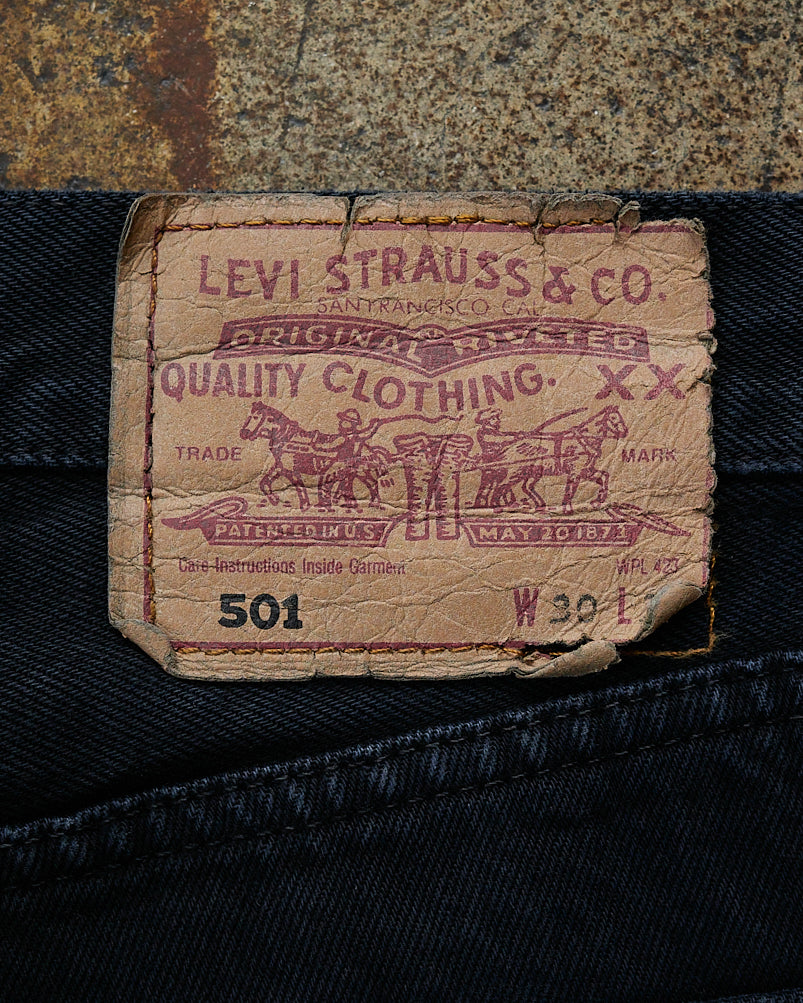 LEVI STRAUSS & CO.
SAN FRANCISCO CAL
ORIGINAL RIVETED
QUALITY CLOTHING. XX
TRADE MARK
PATENTED IN U.S. MAY 20 1873
Care Instructions Inside Garment WPL 423
501 W 30 L